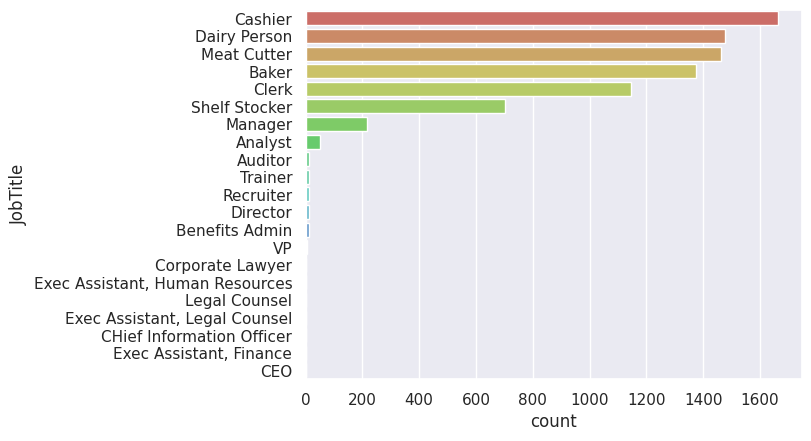 Cashier
Dairy Person
Meat Cutter
Baker
Clerk
Shelf Stocker
Manager
Analyst
Auditor
Trainer
Recruiter
Director
Benefits Admin
VP
Corporate Lawyer
Exec Assistant, Human Resources
Legal Counsel
Exec Assistant, Legal Counsel
CHief Information Officer
Exec Assistant, Finance
CEO
JobTitle
0 200 400 600 800 1000 1200 1400 1600
count